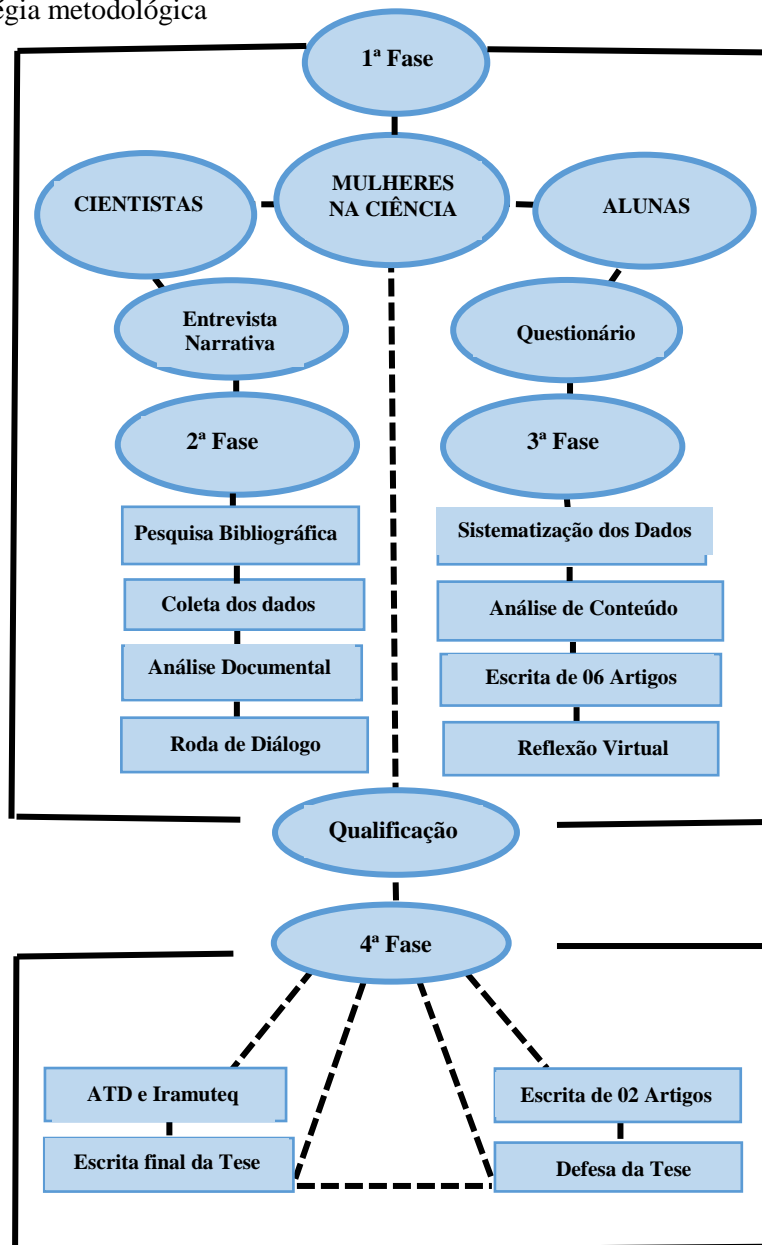 égia metodológica
1ª Fase
CIENTISTAS
MULHERES
NA CIÊNCIA
ALUNAS
Entrevista
Narrativa
Questionário
2ª Fase
3ª Fase
Pesquisa Bibliográfica
Sistematização dos Dados
Coleta dos dados
Análise de Conteúdo
Análise Documental
Escrita de 06 Artigos
Roda de Diálogo
Reflexão Virtual
Qualificação
4ª Fase
ATD e Iramuteq
Escrita de 02 Artigos
Escrita final da Tese
Defesa da Tese